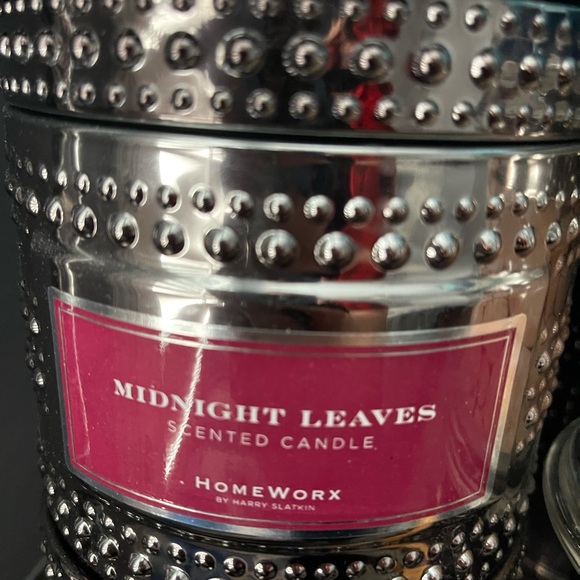 MIDNIGHT LEAVES
SCENTED CANDLE
HOMEWORX
BY HARRY SLATKIN